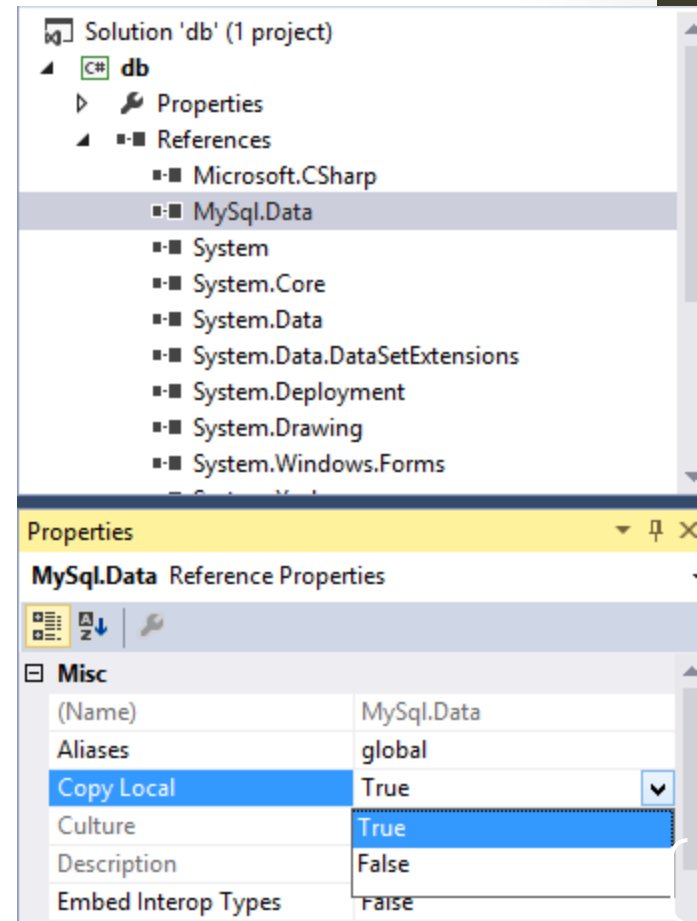 Solution 'db' (1 project)
C# db
Properties
References
Microsoft.CSharp
MySql.Data
System
System.Core
System.Data
System.Data.DataSetExtensions
System.Deployment
System.Drawing
System.Windows.Forms
Properties
MySql.Data Reference Properties
Misc
(Name) MySql.Data
Aliases global
Copy Local True
Culture True
Description False
Embed Interop Types False